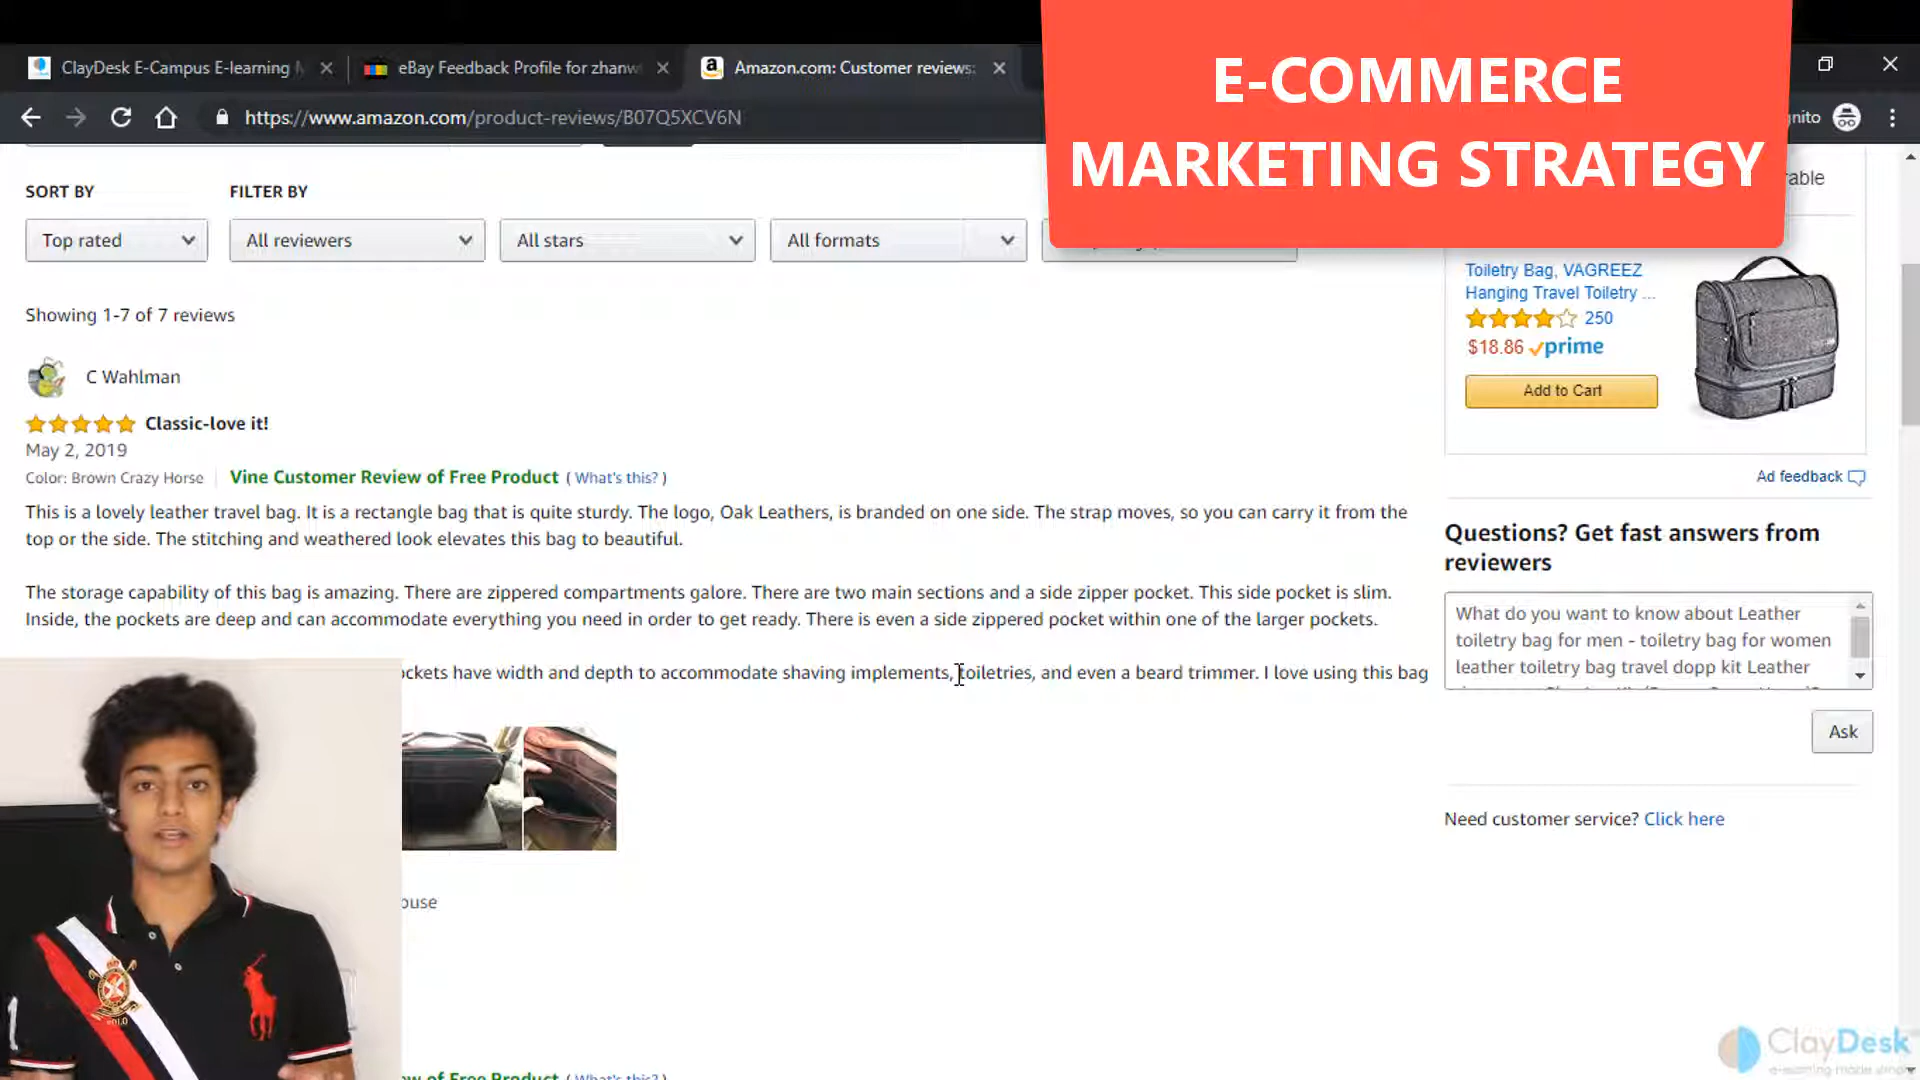 E-COMMERCE
MARKETING STRATEGY
ClayDesk E-Campus E-learning
eBay Feedback Profile for zhanw
Amazon.com: Customer reviews:
https://www.amazon.com/product-reviews/B07Q5XCV6N
SORT BY
FILTER BY
Top rated
All reviewers
All stars
All formats
Showing 1-7 of 7 reviews
C Wahlman
Classic-love it!
May 2, 2019
Color: Brown Crazy Horse
Vine Customer Review of Free Product ( What's this? )
This is a lovely leather travel bag. It is a rectangle bag that is quite sturdy. The logo, Oak Leathers, is branded on one side. The strap moves, so you can carry it from the
top or the side. The stitching and weathered look elevates this bag to beautiful.
The storage capability of this bag is amazing. There are zippered compartments galore. There are two main sections and a side zipper pocket. This side pocket is slim.
Inside, the pockets are deep and can accommodate everything you need in order to get ready. There is even a side zippered pocket within one of the larger pockets.
ckets have width and depth to accommodate shaving implements, toiletries, and even a beard trimmer. I love using this bag
ouse
w of Free Product ( What's this? )
Toiletry Bag, VAGREEZ
Hanging Travel Toiletry ...
250
$18.86 prime
Add to Cart
Ad feedback
Questions? Get fast answers from
reviewers
What do you want to know about Leather
toiletry bag for men - toiletry bag for women
leather toiletry bag travel dopp kit Leather
Ask
Need customer service? Click here
ClayDesk
e-learning made simple